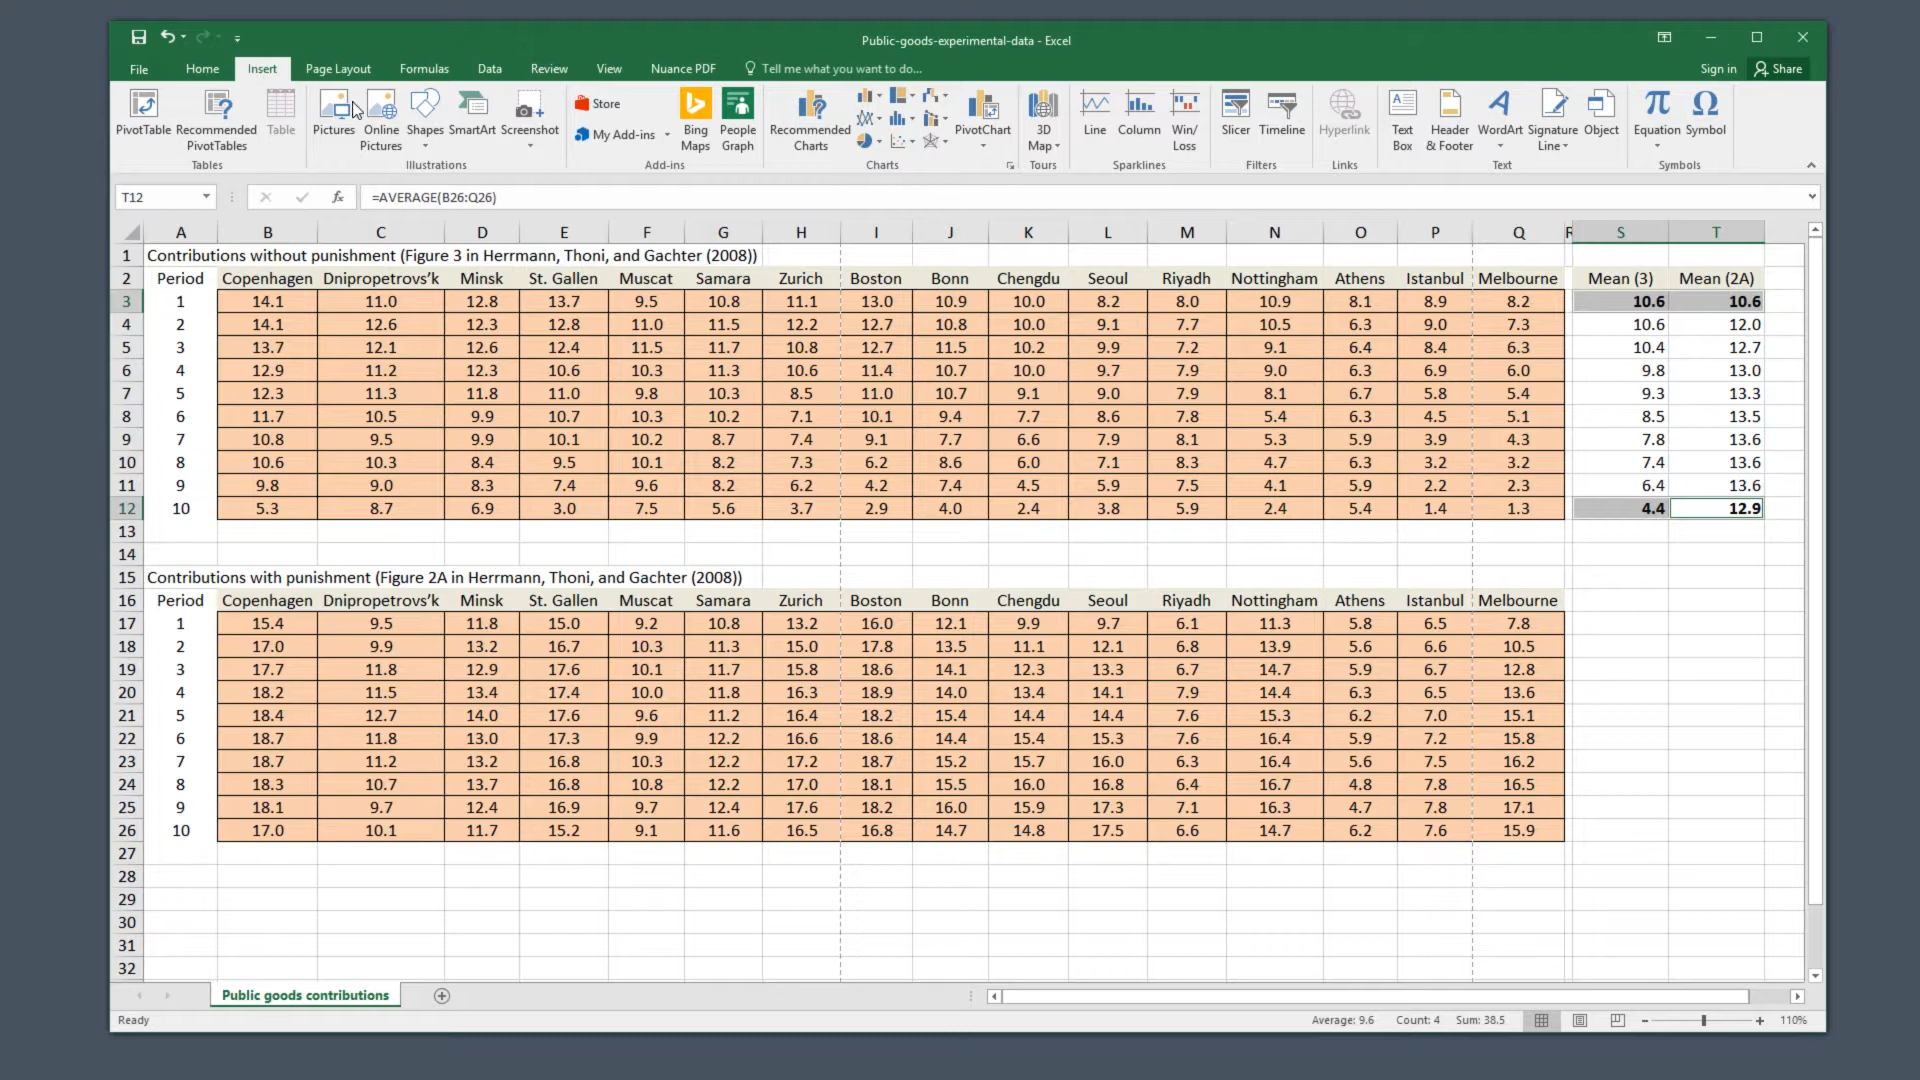 Public-goods-experimental-data - Excel
File Home Insert Page Layout Formulas Data Review View Nuance PDF Tell me what you want to do... Sign in Share
PivotTable Recommended PivotTables Table Pictures Online Pictures Shapes SmartArt Screenshot Store My Add-ins Bing Maps People Graph Recommended Charts PivotChart 3D Map Line Column Win/Loss Slicer Timeline Hyperlink Text Box Header & Footer WordArt Signature Line Object Equation Symbol
Tables Illustrations Add-ins Charts Tours Sparklines Filters Links Text Symbols
T12 fx =AVERAGE(B26:Q26)
A B C D E F G H I J K L M N O P Q R S T
1 Contributions without punishment (Figure 3 in Herrmann, Thoni, and Gachter (2008))
2 Period Copenhagen Dnipropetrovs’k Minsk St. Gallen Muscat Samara Zurich Boston Bonn Chengdu Seoul Riyadh Nottingham Athens Istanbul Melbourne Mean (3) Mean (2A)
3 1 14.1 11.0 12.8 13.7 9.5 10.8 11.1 13.0 10.9 10.0 8.2 8.0 10.9 8.1 8.9 8.2 10.6 10.6
4 2 14.1 12.6 12.3 12.8 11.0 11.5 12.2 12.7 10.8 10.0 9.1 7.7 10.5 6.3 9.0 7.3 10.6 12.0
5 3 13.7 12.1 12.6 12.4 11.5 11.7 10.8 12.7 11.5 10.2 9.9 7.2 9.1 6.4 8.4 6.3 10.4 12.7
6 4 12.9 11.2 12.3 10.6 10.3 11.3 10.6 11.4 10.7 10.0 9.7 7.9 9.0 6.3 6.9 6.0 9.8 13.0
7 5 12.3 11.3 11.8 11.0 9.8 10.3 8.5 11.0 10.7 9.1 9.0 7.9 8.1 6.7 5.8 5.4 9.3 13.3
8 6 11.7 10.5 9.9 10.7 10.3 10.2 7.1 10.1 9.4 7.7 8.6 7.8 5.4 6.3 4.5 5.1 8.5 13.5
9 7 10.8 9.5 9.9 10.1 10.2 8.7 7.4 9.1 7.7 6.6 7.9 8.1 5.3 5.9 3.9 4.3 7.8 13.6
10 8 10.6 10.3 8.4 9.5 10.1 8.2 7.3 6.2 8.6 6.0 7.1 8.3 4.7 6.3 3.2 3.2 7.4 13.6
11 9 9.8 9.0 8.3 7.4 9.6 8.2 6.2 4.2 7.4 4.5 5.9 7.5 4.1 5.9 2.2 2.3 6.4 13.6
12 10 5.3 8.7 6.9 3.0 7.5 5.6 3.7 2.9 4.0 2.4 3.8 5.9 2.4 5.4 1.4 1.3 4.4 12.9
13
14
15 Contributions with punishment (Figure 2A in Herrmann, Thoni, and Gachter (2008))
16 Period Copenhagen Dnipropetrovs’k Minsk St. Gallen Muscat Samara Zurich Boston Bonn Chengdu Seoul Riyadh Nottingham Athens Istanbul Melbourne
17 1 15.4 9.5 11.8 15.0 9.2 10.8 13.2 16.0 12.1 9.9 9.7 6.1 11.3 5.8 6.5 7.8
18 2 17.0 9.9 13.2 16.7 10.3 11.3 15.0 17.8 13.5 11.1 12.1 6.8 13.9 5.6 6.6 10.5
19 3 17.7 11.8 12.9 17.6 10.1 11.7 15.8 18.6 14.1 12.3 13.3 6.7 14.7 5.9 6.7 12.8
20 4 18.2 11.5 13.4 17.4 10.0 11.8 16.3 18.9 14.0 13.4 14.1 7.9 14.4 6.3 6.5 13.6
21 5 18.4 12.7 14.0 17.6 9.6 11.2 16.4 18.2 15.4 14.4 14.4 7.6 15.3 6.2 7.0 15.1
22 6 18.7 11.8 13.0 17.3 9.9 12.2 16.6 18.6 14.4 15.4 15.3 7.6 16.4 5.9 7.2 15.8
23 7 18.7 11.2 13.2 16.8 10.3 12.2 17.2 18.7 15.2 15.7 16.0 6.3 16.4 5.6 7.5 16.2
24 8 18.3 10.7 13.7 16.8 10.8 12.2 17.0 18.1 15.5 16.0 16.8 6.4 16.7 4.8 7.8 16.5
25 9 18.1 9.7 12.4 16.9 9.7 12.4 17.6 18.2 16.0 15.9 17.3 7.1 16.3 4.7 7.8 17.1
26 10 17.0 10.1 11.7 15.2 9.1 11.6 16.5 16.8 14.7 14.8 17.5 6.6 14.7 6.2 7.6 15.9
27
28
29
30
31
32
Public goods contributions
Ready Average: 9.6 Count: 4 Sum: 38.5 110%